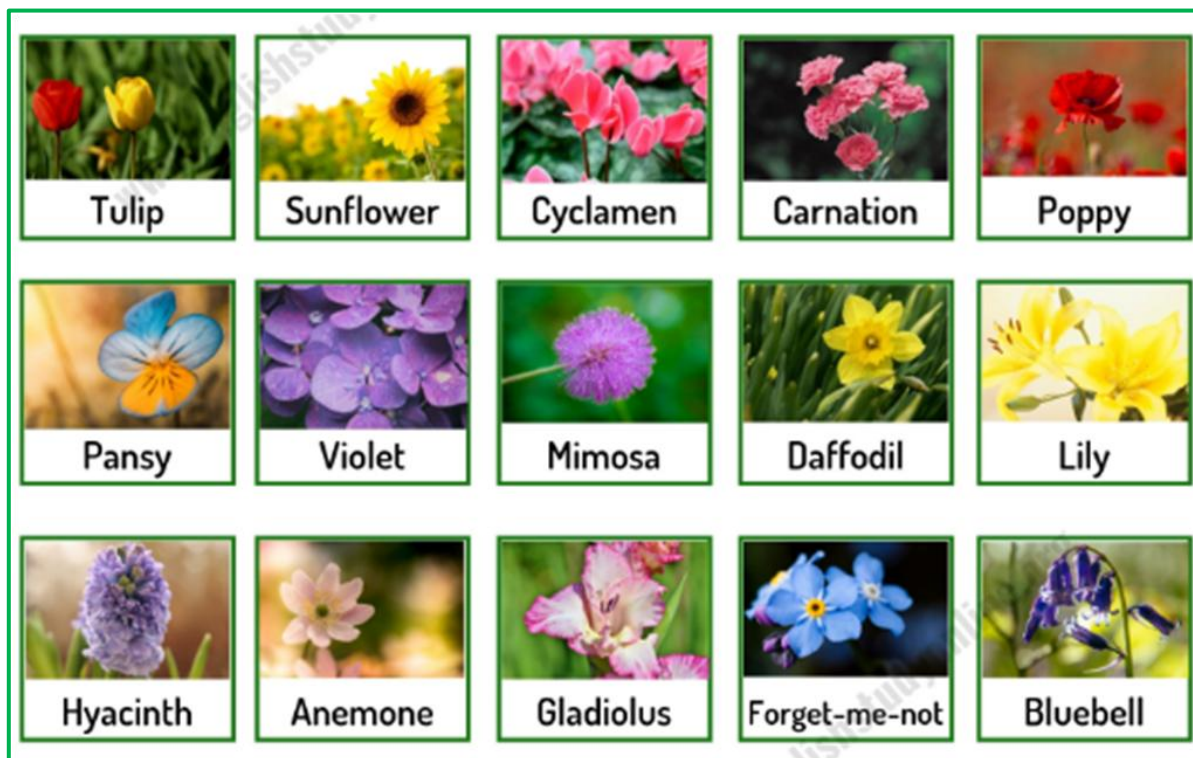 Tulip
Sunflower
Cyclamen
Carnation
Poppy
Pansy
Violet
Mimosa
Daffodil
Lily
Hyacinth
Anemone
Gladiolus
Forget-me-not
Bluebell